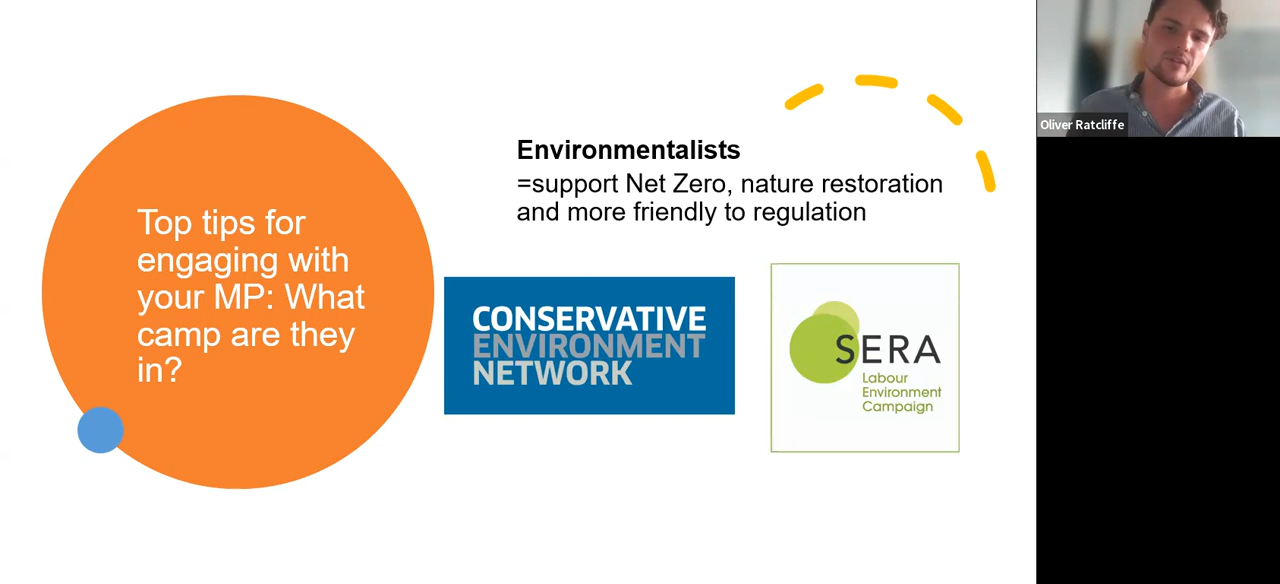 Top tips for
engaging with
your MP: What
camp are they
in?
Environmentalists
=support Net Zero, nature restoration
and more friendly to regulation
CONSERVATIVE
ENVIRONMENT
NETWORK
SERA
Labour
Environment
Campaign
Oliver Ratcliffe